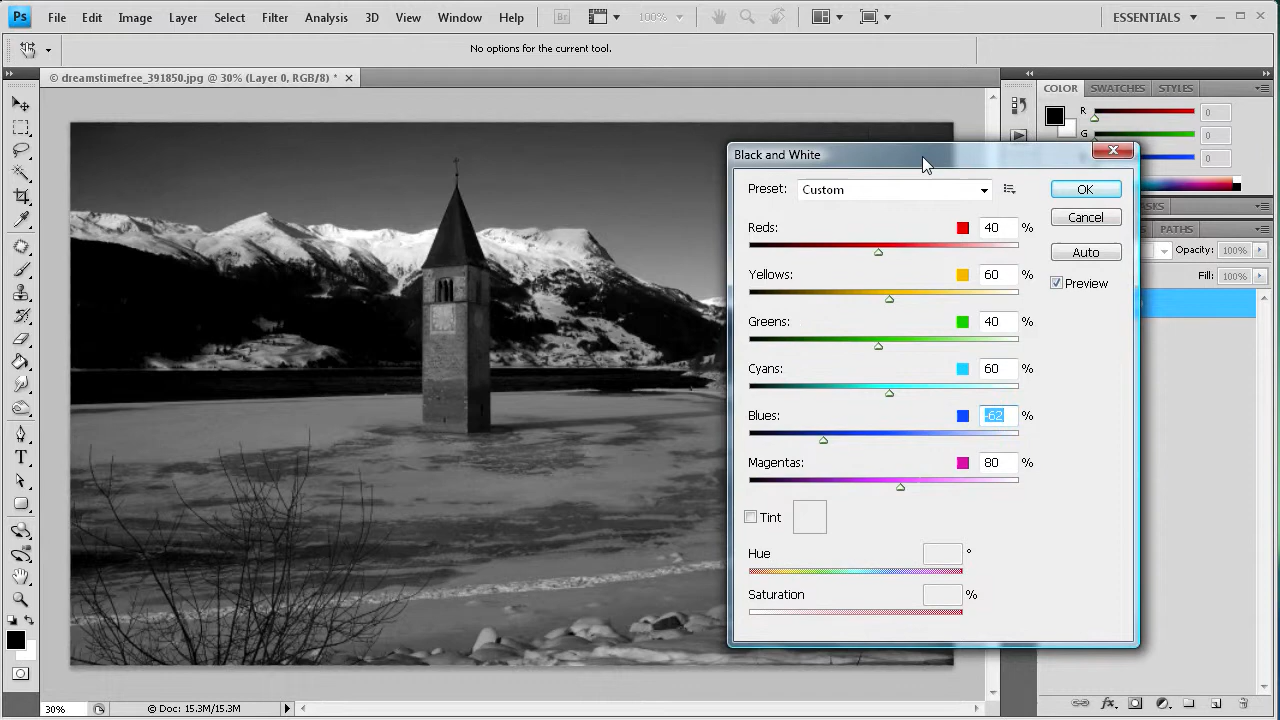 Ps File Edit Image Layer Select Filter Analysis 3D View Window Help Br 100% ESSENTIALS
No options for the current tool.
© dreamstimefree_391850.jpg @ 30% (Layer 0, RGB/8) *
COLOR SWATCHES STYLES
R 0
G 0
0
Black and White
Preset: Custom OK
Cancel
Reds: 40 %
Auto
Yellows: 60 %
Preview
Greens: 40 %
Cyans: 60 %
Blues: -62 %
Magentas: 80 %
Tint
Hue °
Saturation %
PATHS
Opacity: 100%
Fill: 100%
T
30% © Doc: 15.3M/15.3M
fx